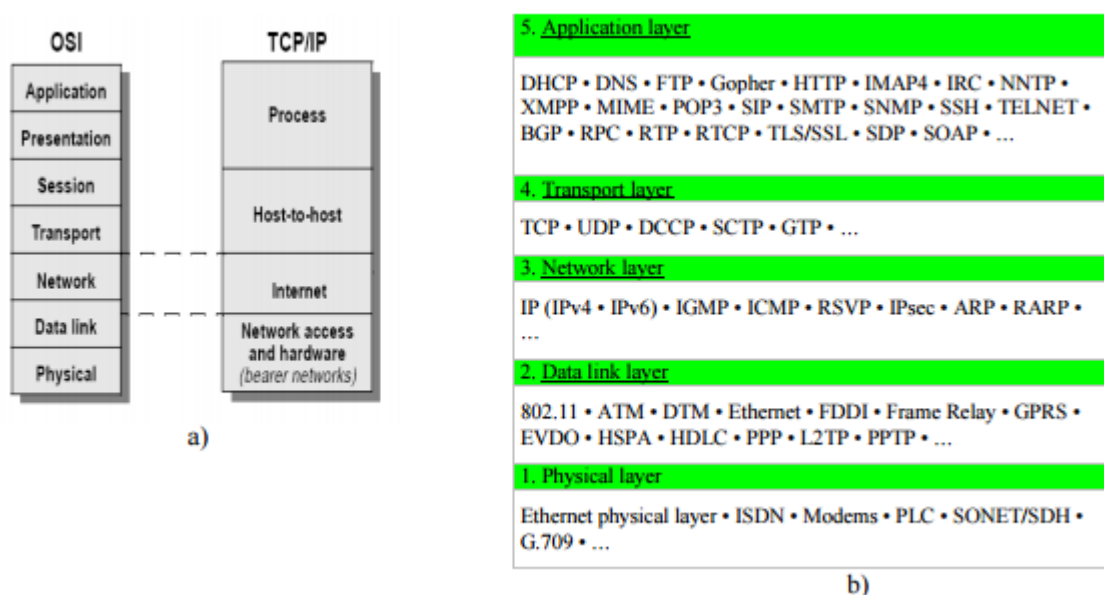 OSI
Application
Presentation
Session
Transport
Network
Data link
Physical
TCP/IP
Process
Host-to-host
Internet
Network access
and hardware
(bearer networks)
a)
5. Application layer
DHCP • DNS • FTP • Gopher • HTTP • IMAP4 • IRC • NNTP •
XMPP • MIME • POP3 • SIP • SMTP • SNMP • SSH • TELNET •
BGP • RPC • RTP • RTCP • TLS/SSL • SDP • SOAP • ...
4. Transport layer
TCP • UDP • DCCP • SCTP • GTP • ...
3. Network layer
IP (IPv4 • IPv6) • IGMP • ICMP • RSVP • IPsec • ARP • RARP •
...
2. Data link layer
802.11 • ATM • DTM • Ethernet • FDDI • Frame Relay • GPRS •
EVDO • HSPA • HDLC • PPP • L2TP • PPTP • ...
1. Physical layer
Ethernet physical layer • ISDN • Modems • PLC • SONET/SDH •
G.709 • ...
b)